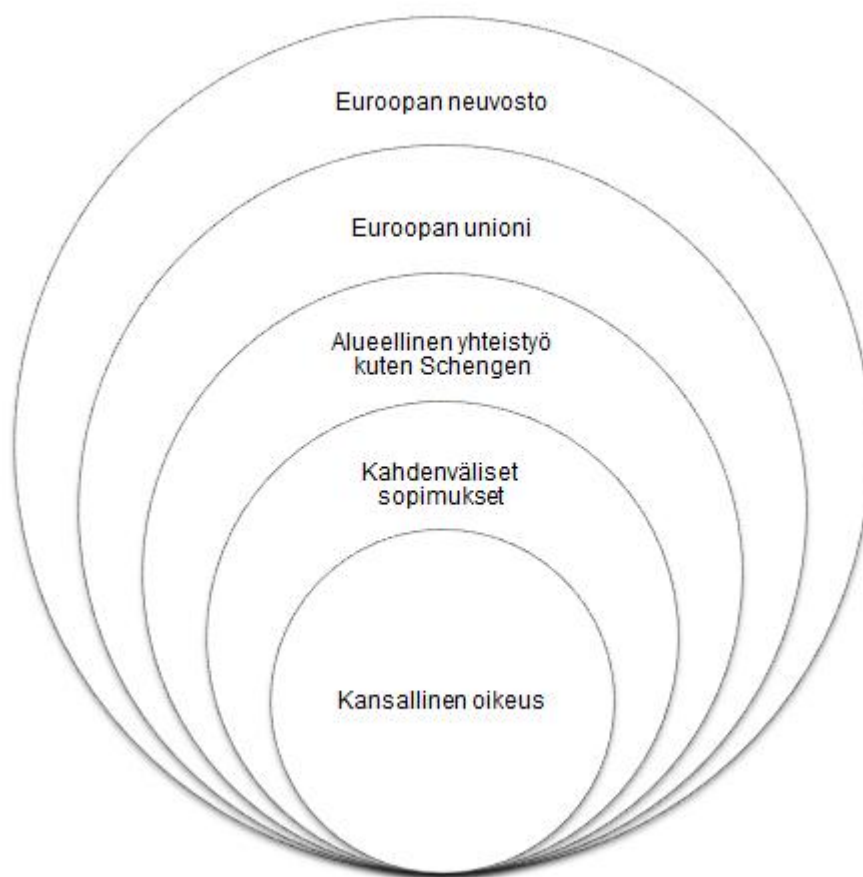 Euroopan neuvosto
Euroopan unioni
Alueellinen yhteistyö
kuten Schengen
Kahdenväliset
sopimukset
Kansallinen oikeus